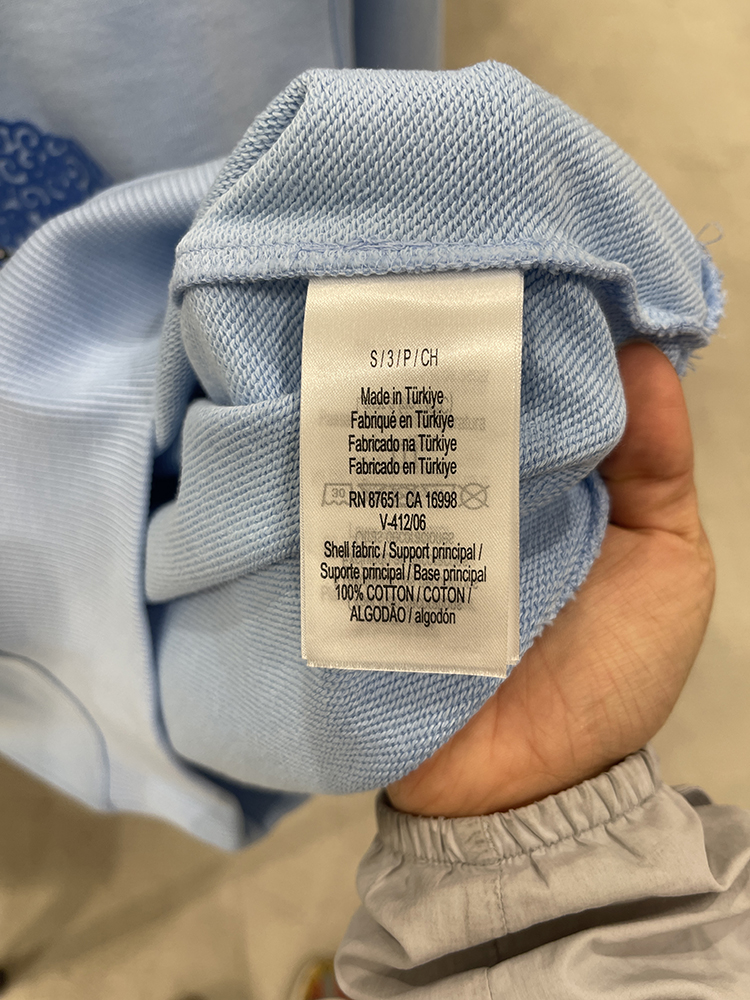 S/3/P/CH
Made in Türkiye
Fabriqué en Türkiye
Fabricado na Türkiye
Fabricado en Türkiye
30
RN 87651 CA 16998
V-412/06
Shell fabric / Support principal /
Suporte principal / Base principal
100% COTTON / COTON /
ALGODÃO / algodón